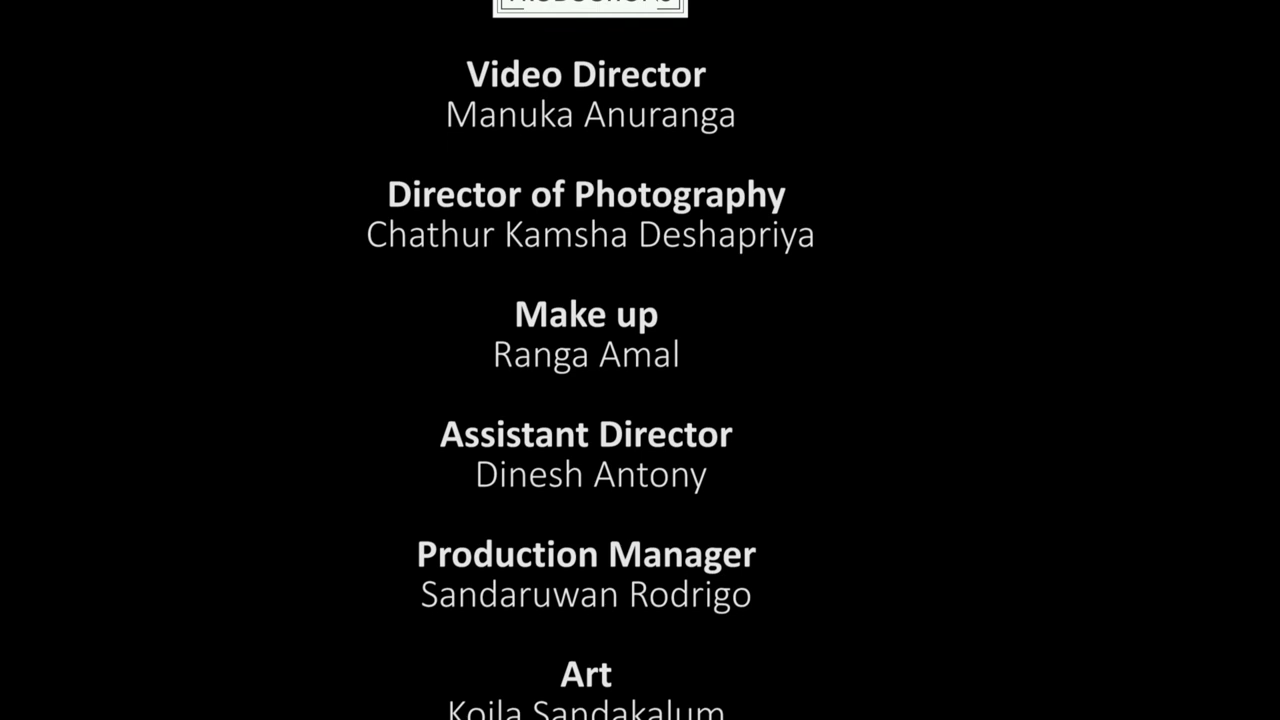 Video Director
Manuka Anuranga
Director of Photography
Chathur Kamsha Deshapriya
Make up
Ranga Amal
Assistant Director
Dinesh Antony
Production Manager
Sandaruwan Rodrigo
Art
Sandakalum